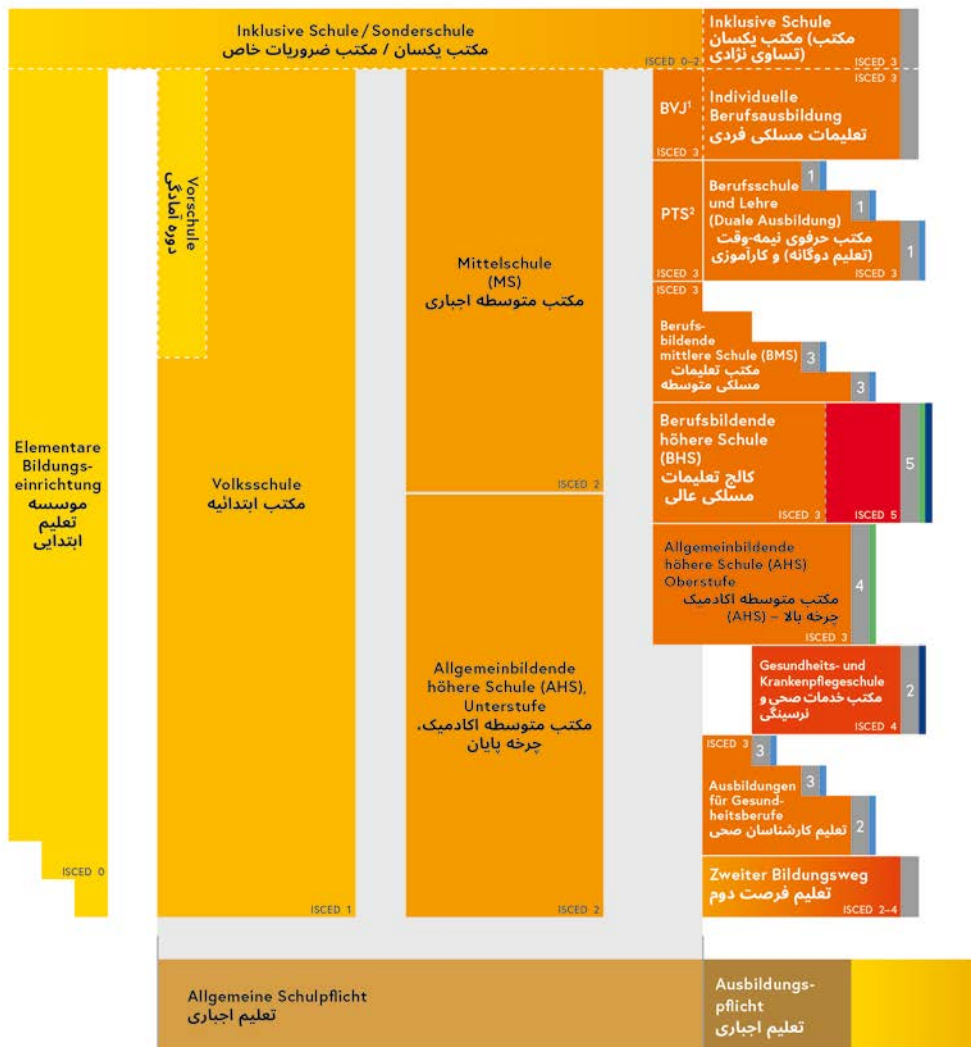 Inklusive Schule / Sonderschule
مکتب یکسان / مکتب ضروریات خاص
ISCED 0–2
Inklusive Schule
مکتب یکسان (مکتب
تساوی نژادی)
ISCED 3
Vorschule
دوره آمادگی
BVJ¹
ISCED 3
ISCED 3
Individuelle
Berufsausbildung
تعلیمات مسلکی فردی
PTS²
ISCED 3
Berufsschule
und Lehre
(Duale Ausbildung)
مکتب حرفوی نیمه-وقت
(تعلیم دوگانه) و کارآموزی
ISCED 3
1
1
1
Mittelschule
(MS)
مکتب متوسطه اجباری
ISCED 2
ISCED 3
Berufs-
bildende
mittlere Schule (BMS)
مکتب تعلیمات
مسلکی متوسطه
3
3
Elementare
Bildungs-
einrichtung
موسسه
تعلیم
ابتدایی
ISCED 0
Volksschule
مکتب ابتدائیه
ISCED 1
Berufsbildende
höhere Schule
(BHS)
کالج تعلیمات
مسلکی عالی
ISCED 3
ISCED 5
5
Allgemeinbildende
höhere Schule (AHS)
Oberstufe
مکتب متوسطه اکادمیک
چرخه بالا – (AHS)
ISCED 3
4
Allgemeinbildende
höhere Schule (AHS),
Unterstufe
مکتب متوسطه اکادمیک،
چرخه پایان
ISCED 2
Gesundheits- und
Krankenpflegeschule
مکتب خدمات صحی و
نرسینگی
ISCED 4
2
ISCED 3
3
3
Ausbildungen
für Gesund-
heitsberufe
تعلیم کارشناسان صحی
2
Zweiter Bildungsweg
تعلیم فرصت دوم
ISCED 2–4
Allgemeine Schulpflicht
تعلیم اجباری
Ausbildungs-
pflicht
تعلیم اجباری